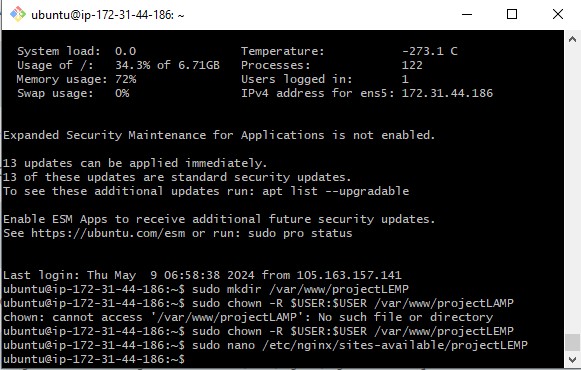 ubuntu@ip-172-31-44-186: ~
System load: 0.0 Temperature: -273.1 C
Usage of /: 34.3% of 6.71GB Processes: 122
Memory usage: 72% Users logged in: 1
Swap usage: 0% IPv4 address for ens5: 172.31.44.186
Expanded Security Maintenance for Applications is not enabled.
13 updates can be applied immediately.
13 of these updates are standard security updates.
To see these additional updates run: apt list --upgradable
Enable ESM Apps to receive additional future security updates.
See https://ubuntu.com/esm or run: sudo pro status
Last login: Thu May  9 06:58:38 2024 from 105.163.157.141
ubuntu@ip-172-31-44-186:~$ sudo mkdir /var/www/projectLEMP
ubuntu@ip-172-31-44-186:~$ sudo chown -R $USER:$USER /var/www/projectLAMP
chown: cannot access '/var/www/projectLAMP': No such file or directory
ubuntu@ip-172-31-44-186:~$ sudo chown -R $USER:$USER /var/www/projectLEMP
ubuntu@ip-172-31-44-186:~$ sudo nano /etc/nginx/sites-available/projectLEMP
ubuntu@ip-172-31-44-186:~$